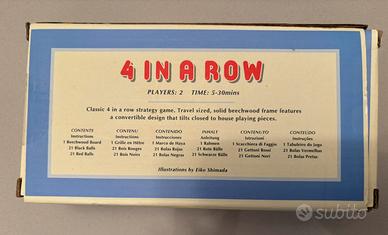 4 IN A ROW
PLAYERS: 2 TIME: 5-30mins
Classic 4 in a row strategy game. Travel sized, solid beechwood frame features
a convertible design that tilts closed to house playing pieces.
CONTENTS
Instructions
1 Beechwood Board
21 Black Balls
21 Red Balls
CONTENU
Instructions
1 Grille en Hêtre
21 Bois Rouges
21 Bois Noires
CONTENIDO
Instrucciones
1 Marco de Haya
21 Bolas Rojas
21 Bolas Negras
INHALT
Anleitung
1 Rahmen
21 Rote Bälle
21 Schwarze Bälle
CONTENUTO
Istruzioni
1 Scacchiera di Faggio
21 Gettoni Rossi
21 Gettoni Neri
CONTEÚDO
Instruções
1 Tabuleiro do Jogo
21 Bolas Vermelhas
21 Bolas Pretas
Illustrations by Eiko Shimada
subito